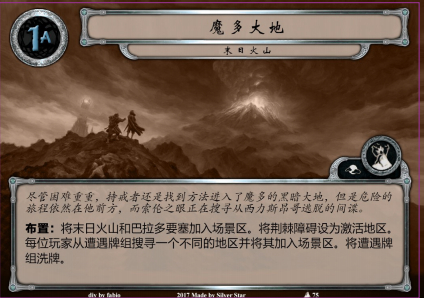 1A
魔多大地
末日火山
尽管困难重重，持戒者还是找到方法进入了魔多的黑暗大地，但是危险的
旅程依然在他前方，而索伦之眼正在搜寻从西力斯昂哥逃脱的间谍。
布置：将末日火山和巴拉多要塞加入场景区。将荆棘障碍设为激活地区。
每位玩家从遭遇牌组搜寻一个不同的地区并将其加入场景区。将遭遇牌
组洗牌。
diy by fabio 2017 Made by Silver Star 75